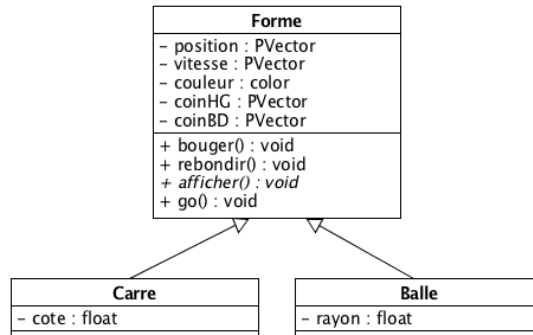 Forme
– position : PVector
– vitesse : PVector
– couleur : color
– coinHG : PVector
– coinBD : PVector
+ bouger() : void
+ rebondir() : void
+ afficher() : void
+ go() : void
Carre
– cote : float
Balle
– rayon : float